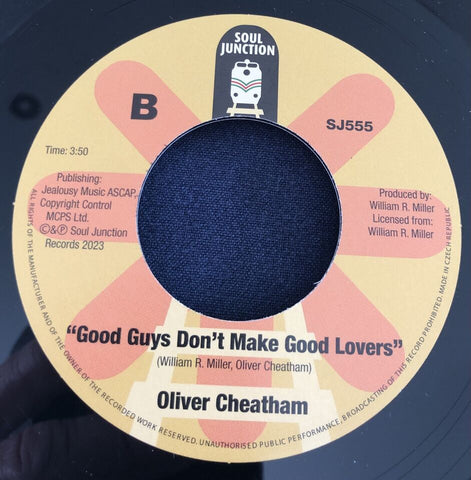 SOUL
JUNCTION
B
SJ555
Time: 3:50
Publishing:
Jealousy Music ASCAP,
Copyright Control
MCPS Ltd.
©&℗ Soul Junction
Records 2023
Produced by:
William R. Miller
Licensed from:
William R. Miller
"Good Guys Don't Make Good Lovers"
(William R. Miller, Oliver Cheatham)
Oliver Cheatham
ALL RIGHTS OF THE MANUFACTURER AND OF THE OWNER OF THE RECORDED WORK RESERVED. UNAUTHORISED PUBLIC PERFORMANCE, BROADCASTING OF THIS RECORD PROHIBITED. MADE IN CZECH REPUBLIC